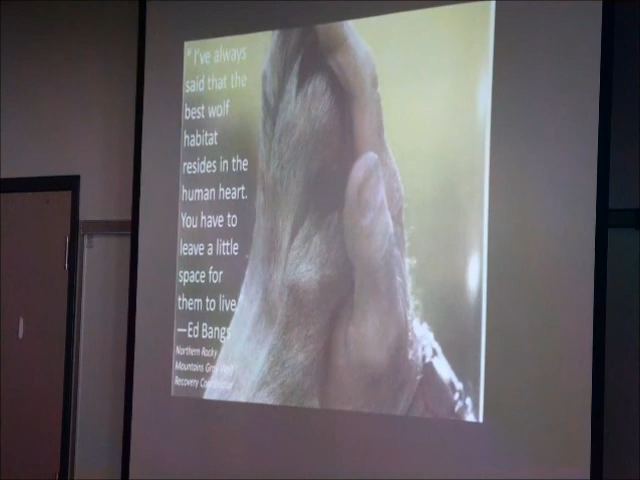 " I've always
said that the
best wolf
habitat
resides in the
human heart.
You have to
leave a little
space for
them to live
—Ed Bangs
Northern Rocky
Mountains Gray Wolf
Recovery Coordinator